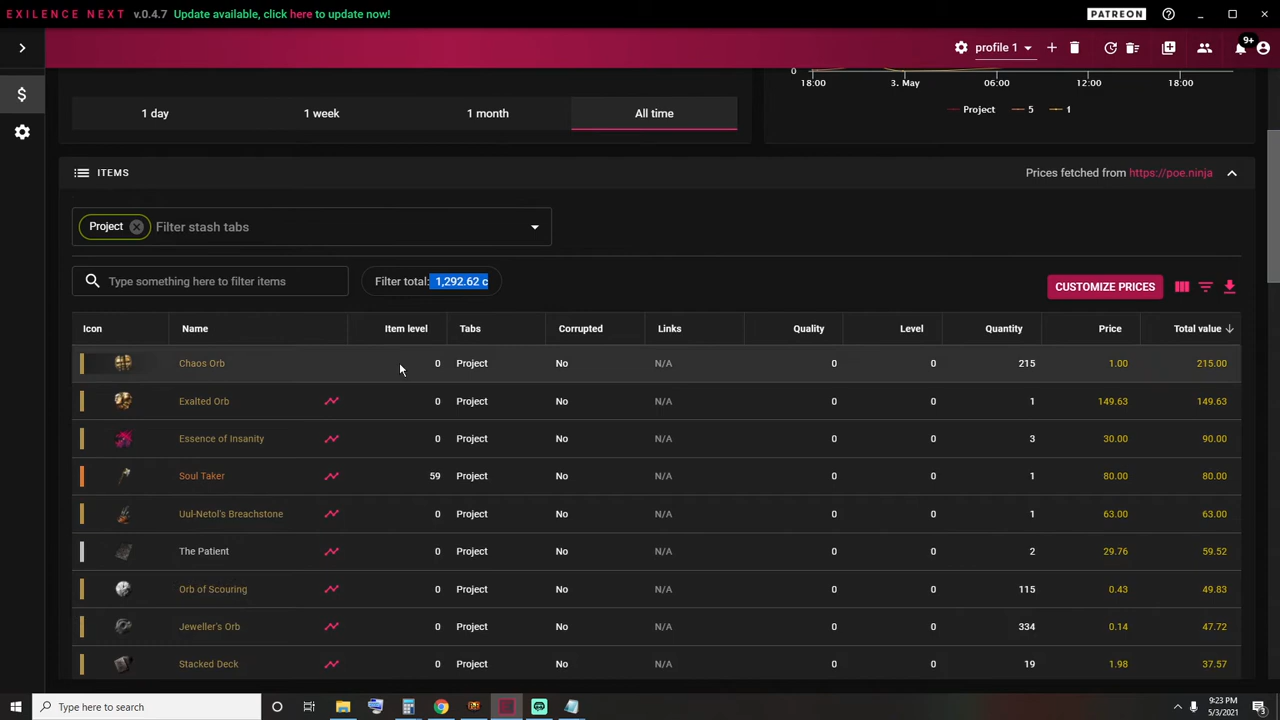 EXILENCE NEXT v.0.4.7 Update available, click here to update now! PATREON
profile 1 9+
0 18:00 3. May 06:00 12:00 18:00
1 day 1 week 1 month All time Project 5 1
ITEMS Prices fetched from https://poe.ninja
Project Filter stash tabs
Type something here to filter items Filter total: 1,292.62 c CUSTOMIZE PRICES
Icon Name Item level Tabs Corrupted Links Quality Level Quantity Price Total value
Chaos Orb 0 Project No N/A 0 0 215 1.00 215.00
Exalted Orb 0 Project No N/A 0 0 1 149.63 149.63
Essence of Insanity 0 Project No N/A 0 0 3 30.00 90.00
Soul Taker 59 Project No N/A 0 0 1 80.00 80.00
Uul-Netol's Breachstone 0 Project No N/A 0 0 1 63.00 63.00
The Patient 0 Project No N/A 0 0 2 29.76 59.52
Orb of Scouring 0 Project No N/A 0 0 115 0.43 49.83
Jeweller's Orb 0 Project No N/A 0 0 334 0.14 47.72
Stacked Deck 0 Project No N/A 0 0 19 1.98 37.57
Type here to search 9:23 PM
5/3/2021 3